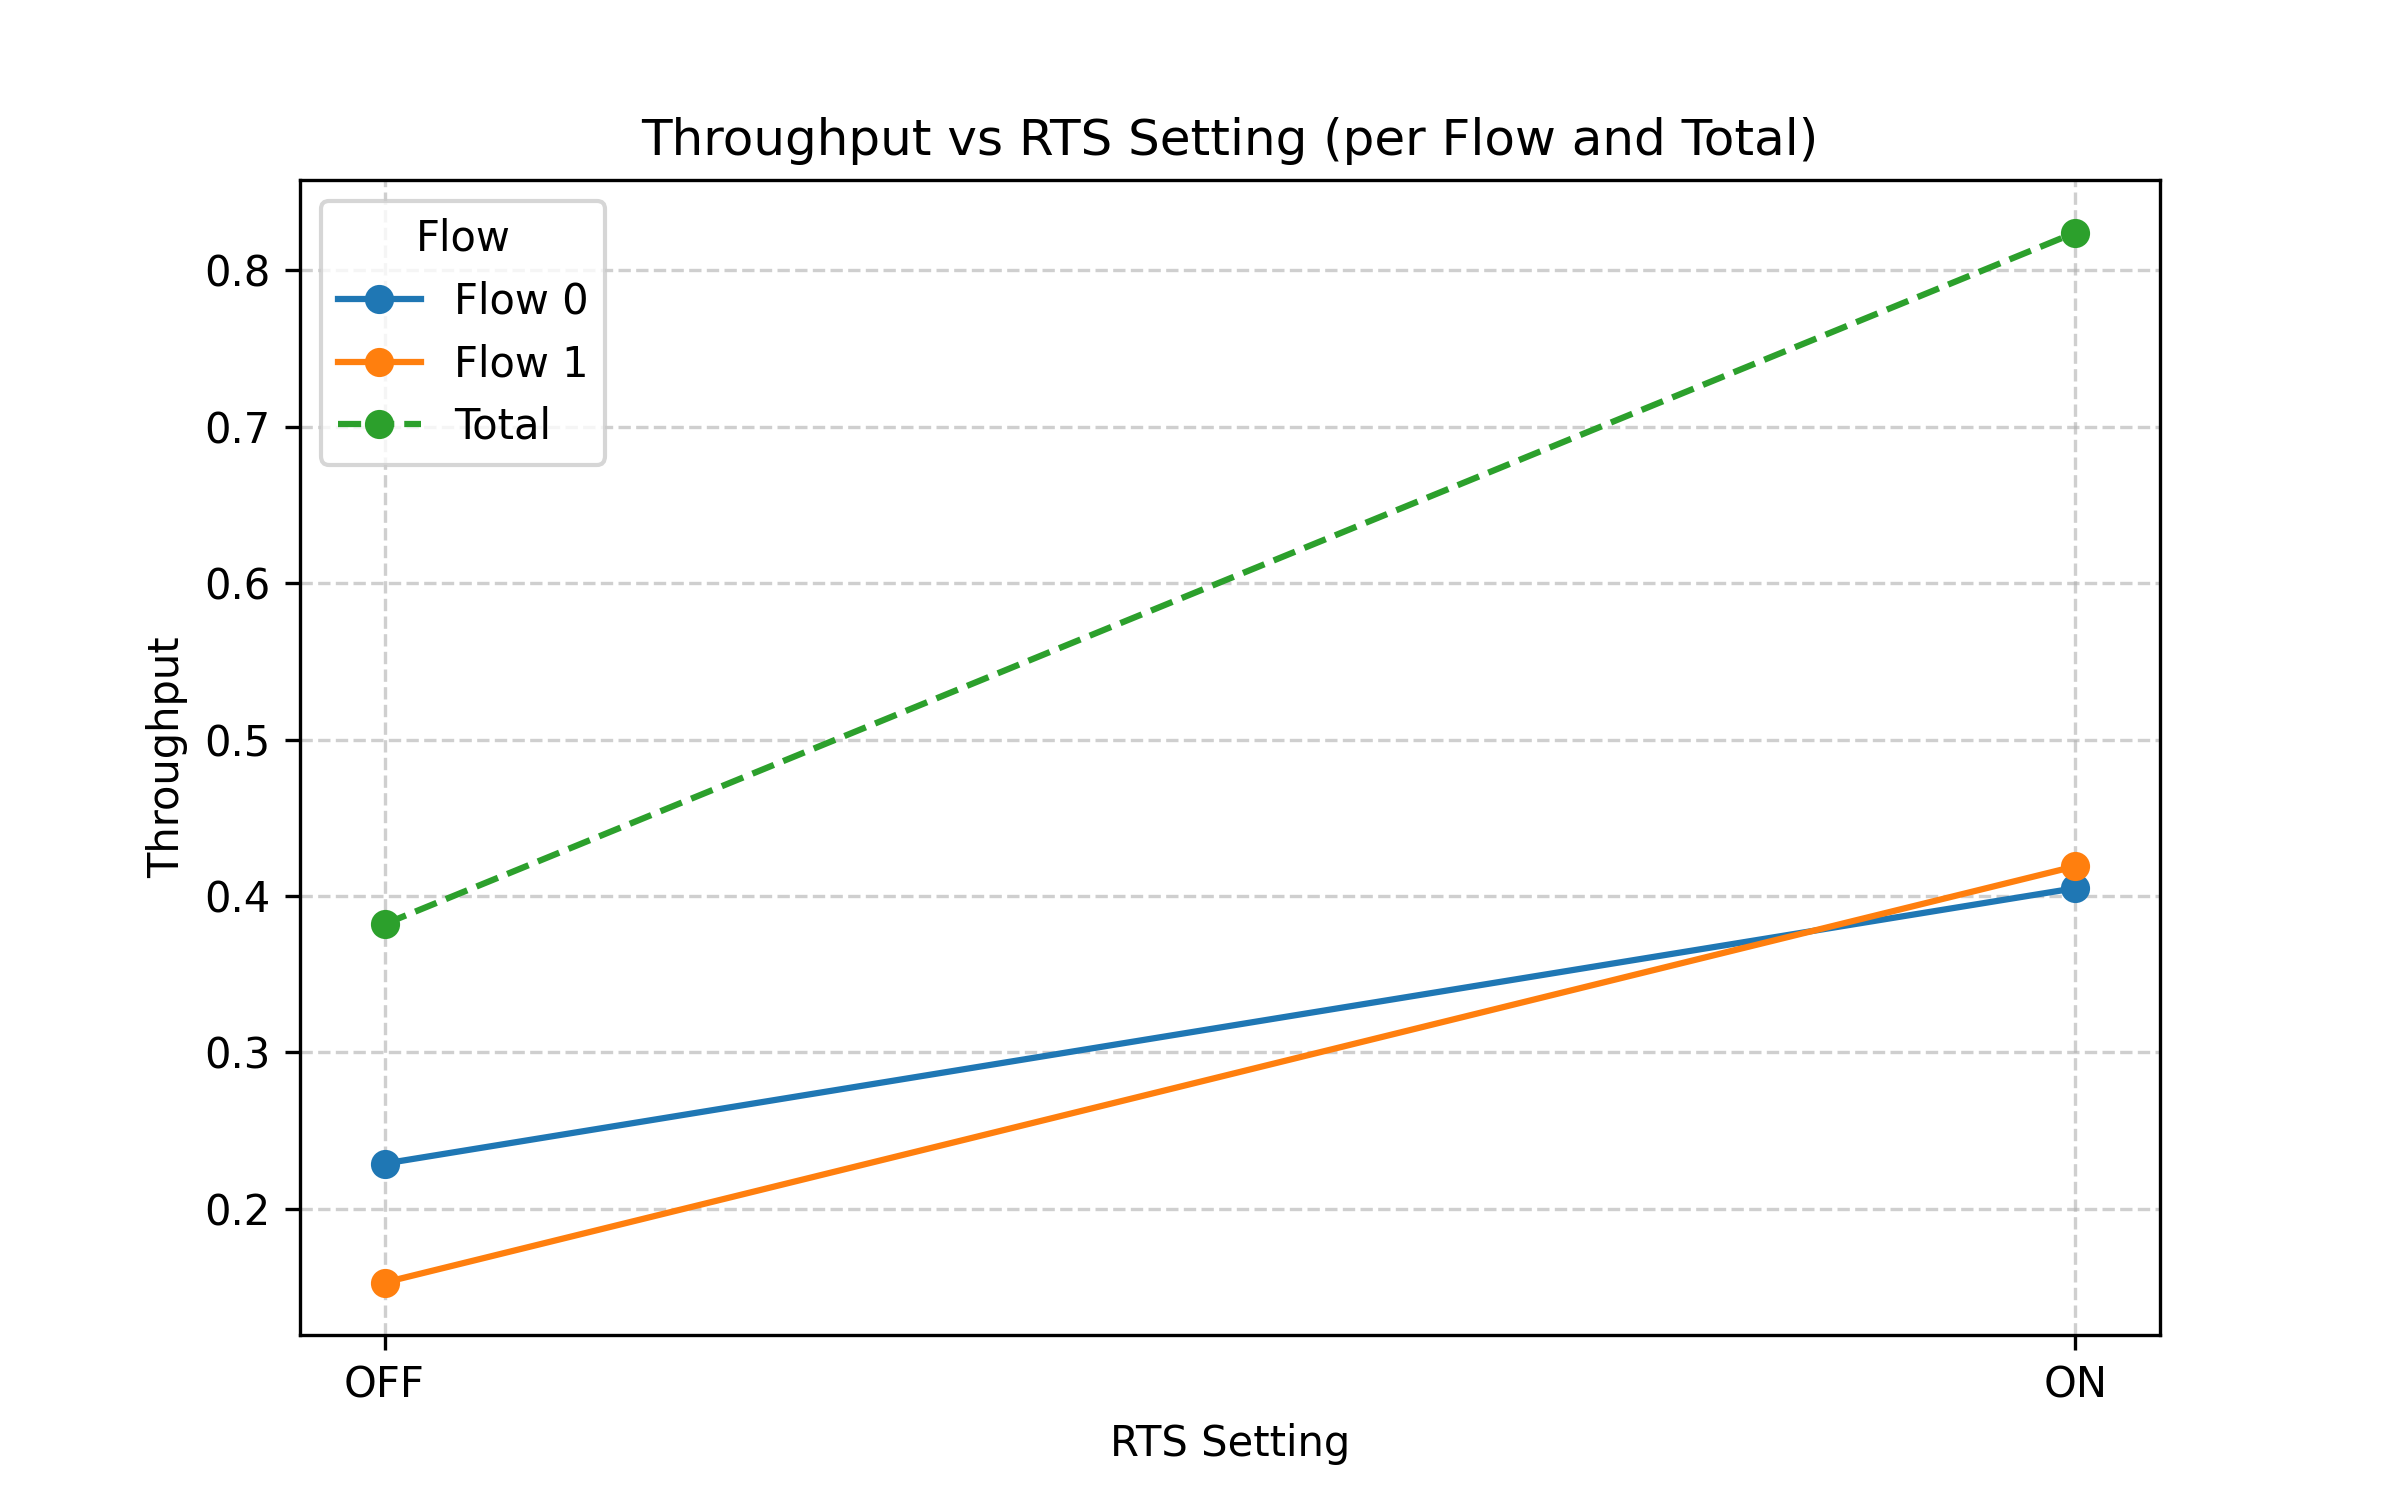 Throughput vs RTS Setting (per Flow and Total)
Flow
Flow 0
Flow 1
Total
0.8
0.7
0.6
0.5
0.4
0.3
0.2
Throughput
OFF
ON
RTS Setting